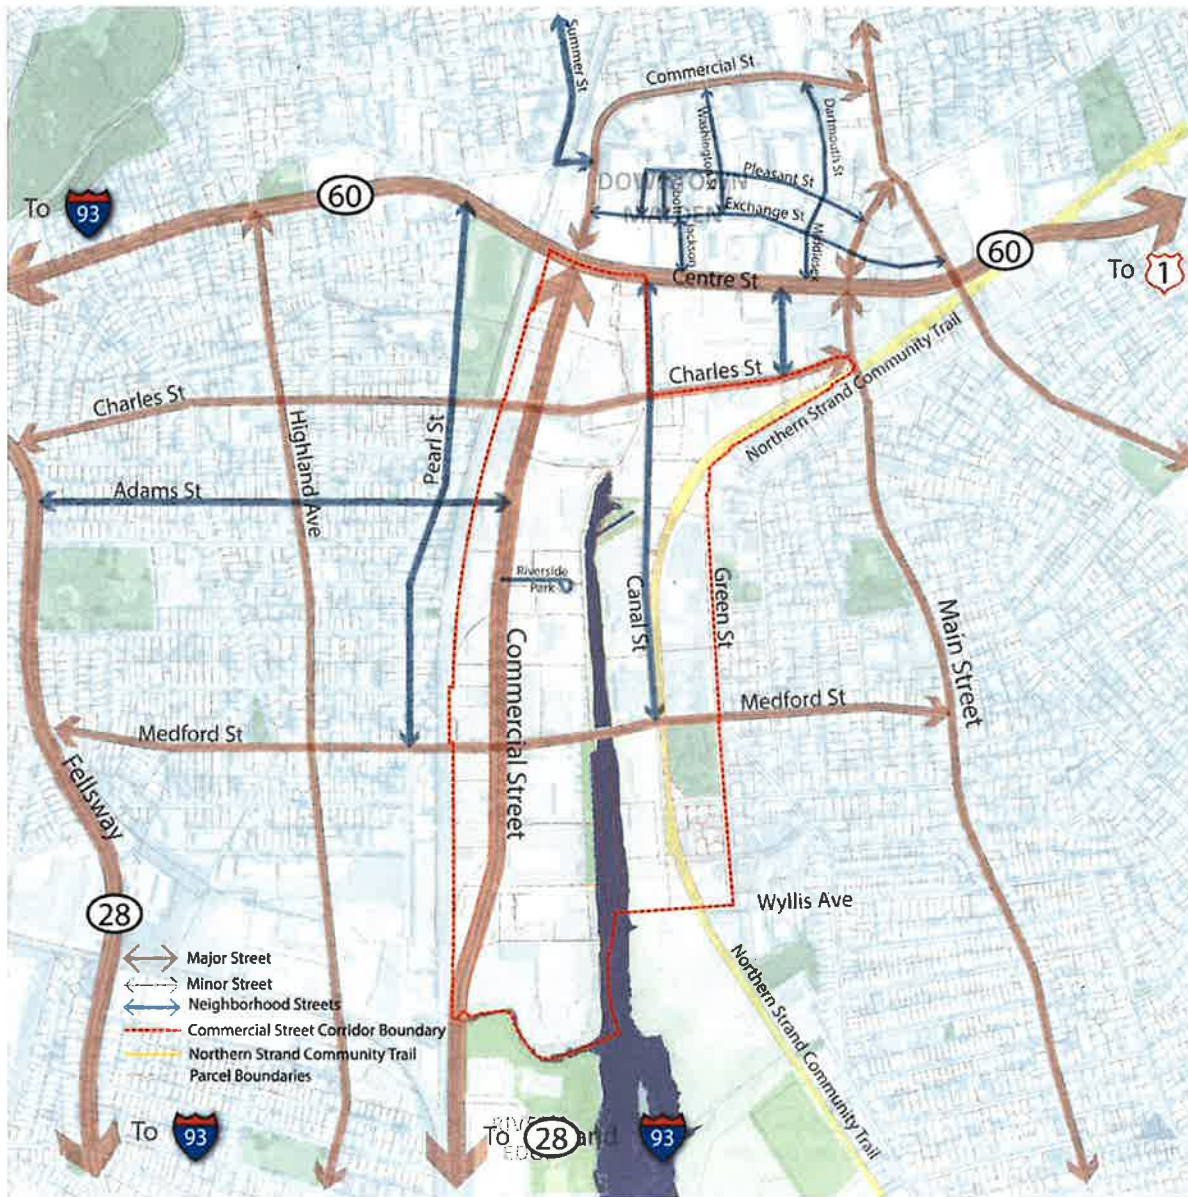 Summer St
Commercial St
Washington St
Dartmouth St
Pleasant St
DOWNTOWN
MALDEN
Abbott
Exchange St
Jackson
Middlesex
To 93
60
Centre St
60
To 1
Charles St
Charles St
Highland Ave
Pearl St
Northern Strand Community Trail
Adams St
Riverside
Park
Canal St
Green St
Commercial Street
Main Street
Medford St
Medford St
Fellsway
28
Wyllis Ave
Northern Strand Community Trail
Major Street
Minor Street
Neighborhood Streets
Commercial Street Corridor Boundary
Northern Strand Community Trail
Parcel Boundaries
To 93
To 28 and 93